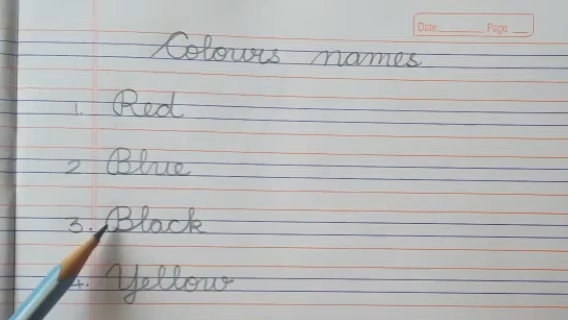 Date Page
Colours names
1. Red
2 Blue
3. Black
4. Yellow